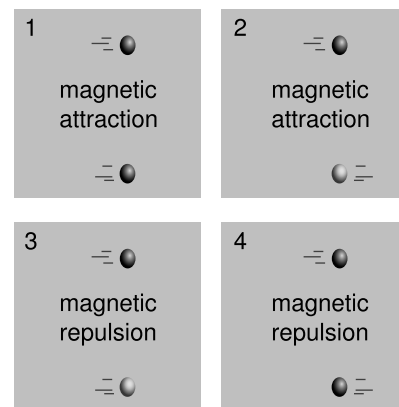 1
magnetic
attraction
2
magnetic
attraction
3
magnetic
repulsion
4
magnetic
repulsion